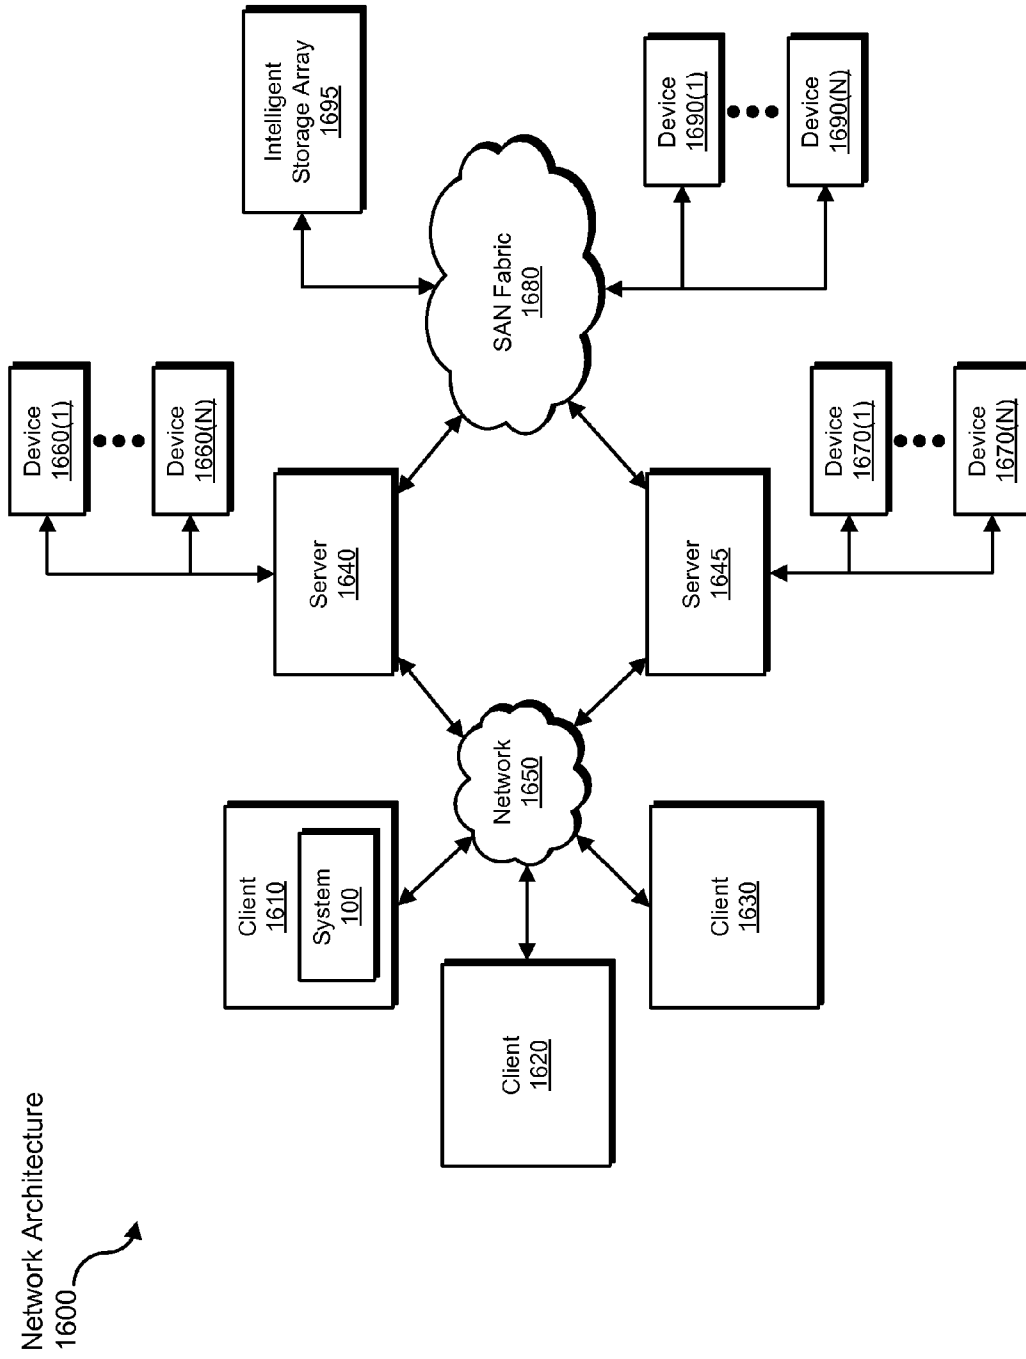 Network Architecture
1600
Client
1610
System
100
Client
1620
Client
1630
Network
1650
Server
1640
Server
1645
Device
1660(1)
Device
1660(N)
Device
1670(1)
Device
1670(N)
SAN Fabric
1680
Intelligent
Storage Array
1695
Device
1690(1)
Device
1690(N)